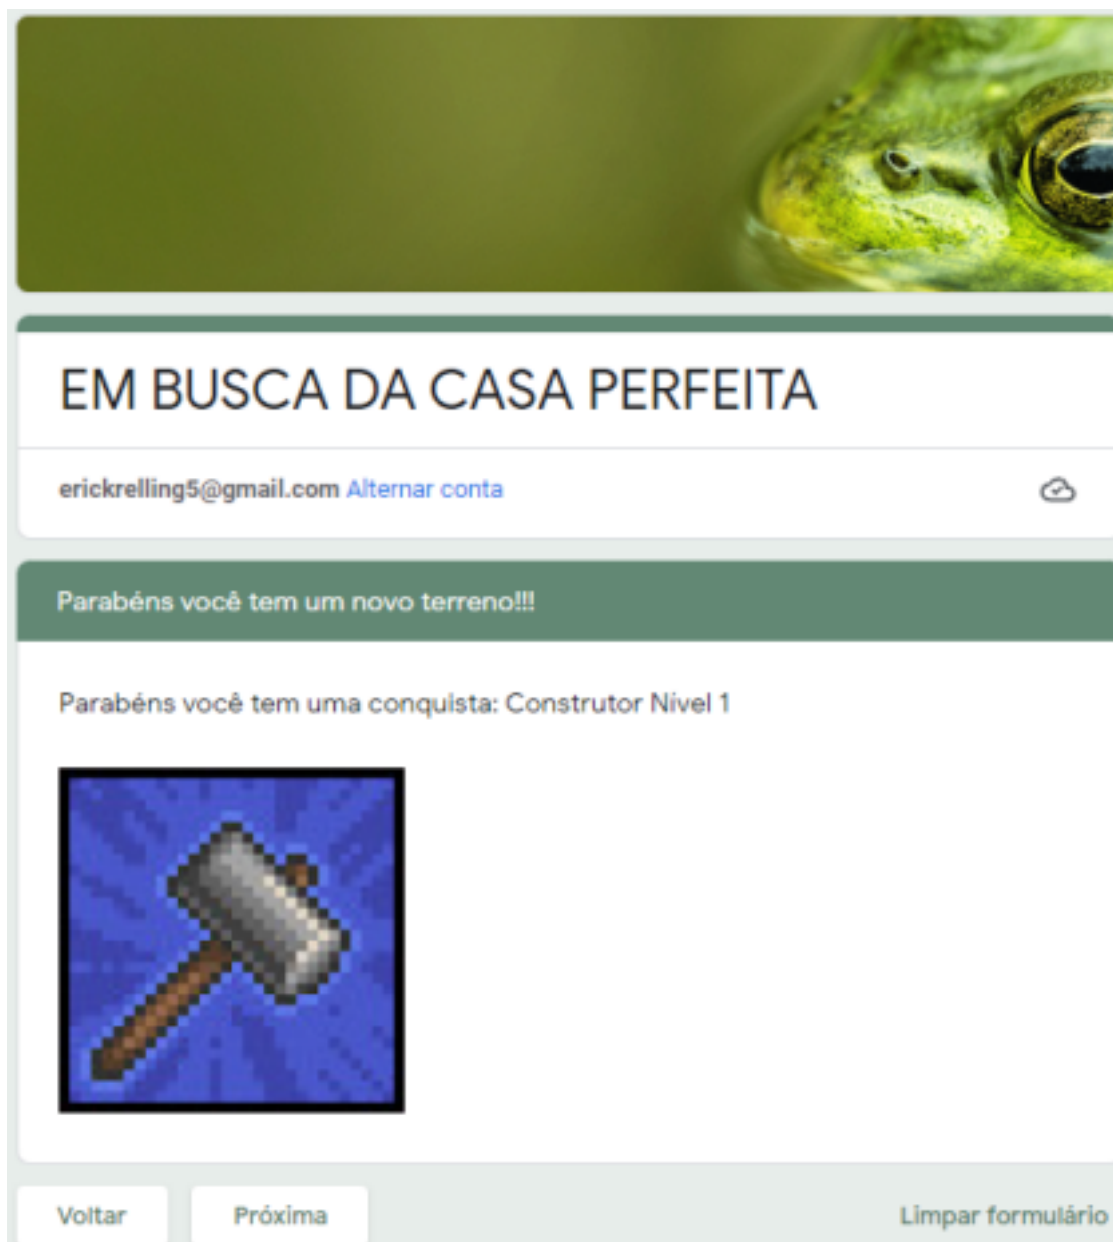 EM BUSCA DA CASA PERFEITA
erickrelling5@gmail.com Alternar conta
Parabéns você tem um novo terreno!!!
Parabéns você tem uma conquista: Construtor Nível 1
Voltar Próxima Limpar formulário